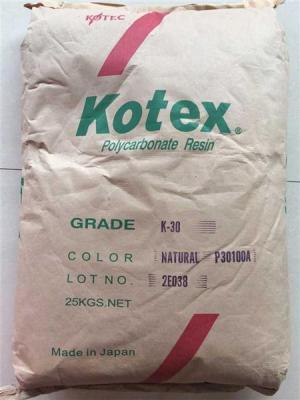 KOTEC
Kotex®
Polycarbonate Resin
GRADE K-30
COLOR NATURAL P30100A
LOT NO. 2E038
25KGS.NET
Made in Japan